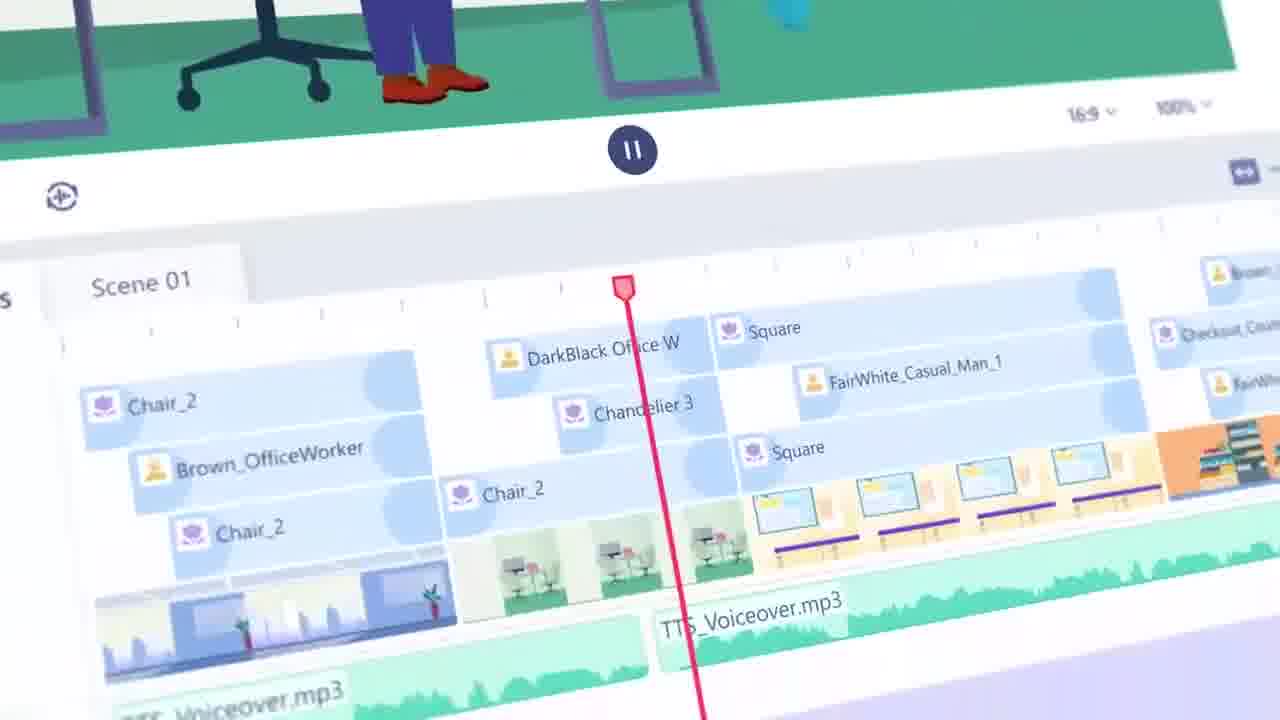 16:9
100%
s
Scene 01
DarkBlack Office W
Square
Brown_
Chair_2
Chandelier 3
FairWhite_Casual_Man_1
Checkout_Coun
Brown_OfficeWorker
Chair_2
Square
FairWhi
Chair_2
TTS_Voiceover.mp3
TTS_Voiceover.mp3